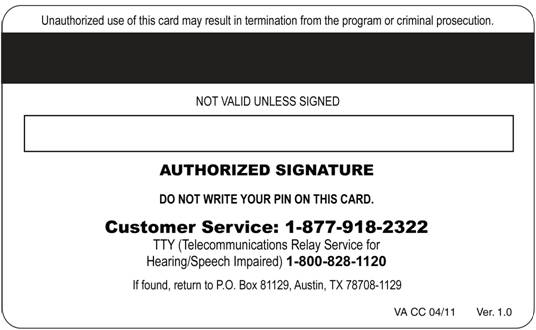 Unauthorized use of this card may result in termination from the program or criminal prosecution.
NOT VALID UNLESS SIGNED
AUTHORIZED SIGNATURE
DO NOT WRITE YOUR PIN ON THIS CARD.
Customer Service: 1-877-918-2322
TTY (Telecommunications Relay Service for
Hearing/Speech Impaired) 1-800-828-1120
If found, return to P.O. Box 81129, Austin, TX 78708-1129
VA CC 04/11 Ver. 1.0